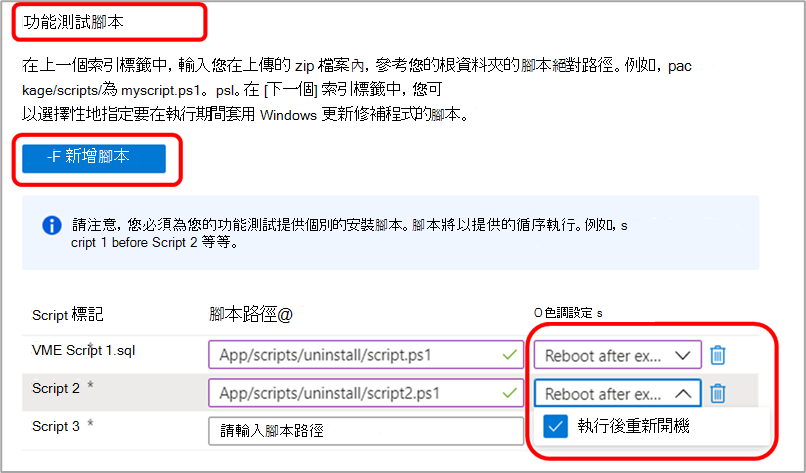 功能測試腳本
在上一個索引標籤中, 輸入您在上傳的 zip 檔案內, 參考您的根資料夾的腳本絕對路徑。例如, pac
kage/scripts/為 myscript.ps1。psl。在 [下一個] 索引標籤中, 您可
以選擇性地指定要在執行期間套用 Windows 更新修補程式的腳本。
-F 新增腳本
請注意, 您必須為您的功能測試提供個別的安裝腳本。腳本將以提供的循序執行。例如, s
cript 1 before Script 2 等等。
Script 標記 腳本路徑@ O色調設定 s
VME Script 1.sql * App/scripts/uninstall/script.ps1 Reboot after ex...
Script 2 * App/scripts/uninstall/script2.ps1 Reboot after ex...
Script 3 * 請輸入腳本路徑 執行後重新開機